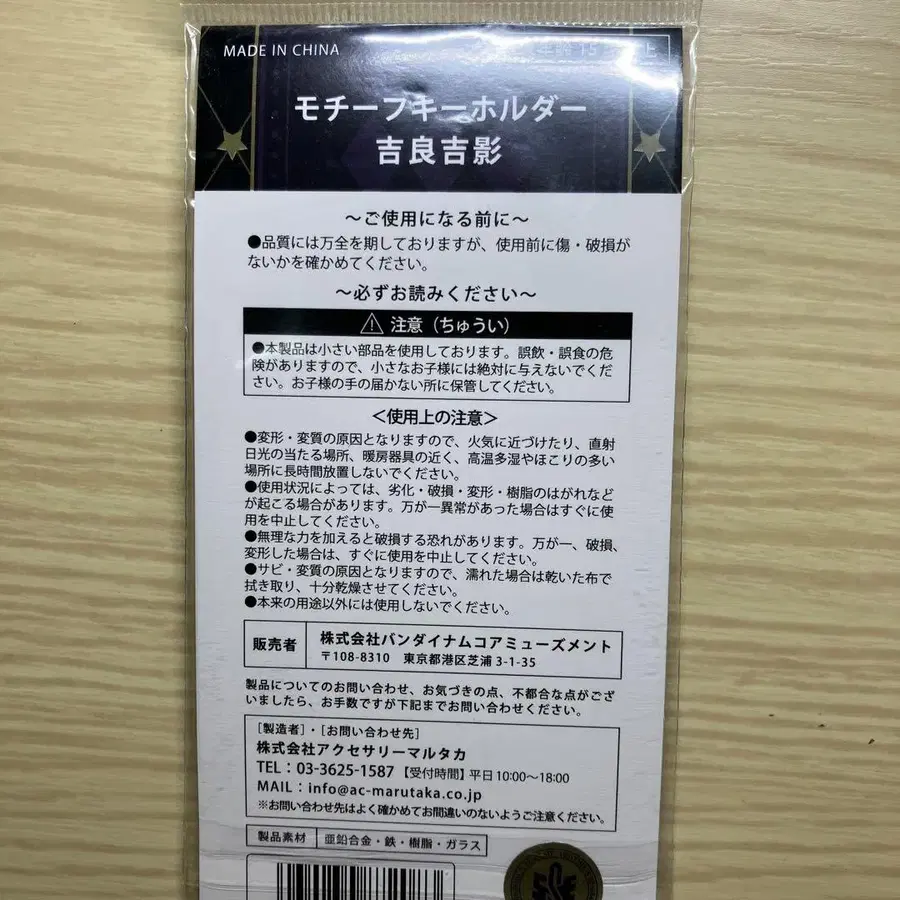 MADE IN CHINA
モチーフキーホルダー
吉良吉影
〜ご使用になる前に〜
●品質には万全を期しておりますが、使用前に傷・破損が
ないかを確かめてください。
〜必ずお読みください〜
注意（ちゅうい）
●本製品は小さい部品を使用しております。誤飲・誤食の危
険がありますので、小さなお子様には絶対に与えないでくだ
さい。お子様の手の届かない所に保管してください。
＜使用上の注意＞
●変形・変質の原因となりますので、火気に近づけたり、直射
日光の当たる場所、暖房器具の近く、高温多湿やほこりの多い
場所に長時間放置しないでください。
●使用状況によっては、劣化・破損・変形・樹脂のはがれなど
が起こる場合があります。万が一異常があった場合はすぐに使
用を中止してください。
●無理な力を加えると破損する恐れがあります。万が一、破損、
変形した場合は、すぐに使用を中止してください。
●サビ・変質の原因となりますので、濡れた場合は乾いた布で
拭き取り、十分乾燥させてください。
●本来の用途以外には使用しないでください。
販売者
株式会社バンダイナムコアミューズメント
〒108-8310 東京都港区芝浦3-1-35
製品についてのお問い合わせ、お気づきの点、不都合な点がござ
いましたら、お手数ですが下記までお問い合わせください。
［製造者］・［お問い合わせ先］
株式会社アクセサリーマルタカ
TEL：03-3625-1587 【受付時間】平日10:00〜18:00
MAIL：info@ac-marutaka.co.jp
※お問い合わせ先はよく確かめてお間違いのないようご注意ください。
製品素材 亜鉛合金・鉄・樹脂・ガラス